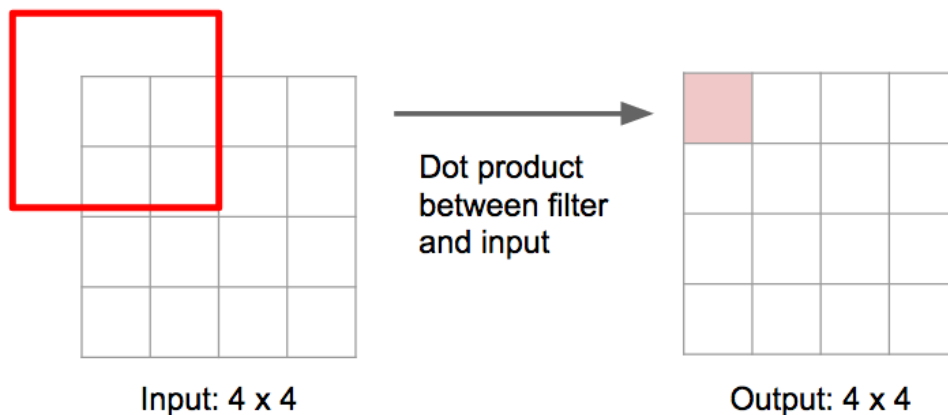 Dot product
between filter
and input
Input: 4 x 4
Output: 4 x 4